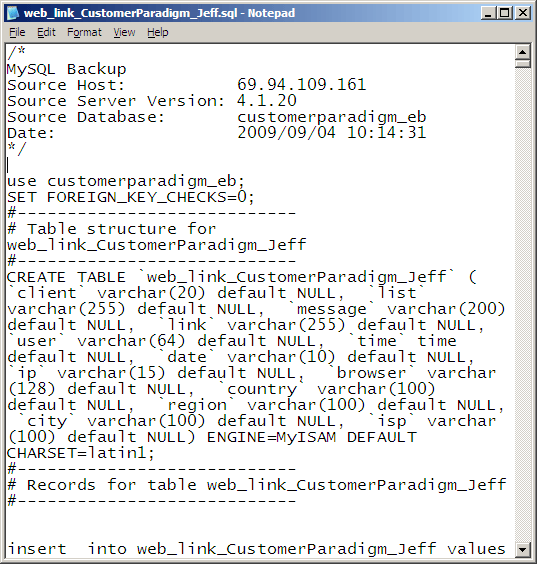 web_link_CustomerParadigm_Jeff.sql - Notepad
File Edit Format View Help
/*
MySQL Backup
Source Host: 69.94.109.161
Source Server Version: 4.1.20
Source Database: customerparadigm_eb
Date: 2009/09/04 10:14:31
*/
use customerparadigm_eb;
SET FOREIGN_KEY_CHECKS=0;
#----------------------------
# Table structure for
web_link_CustomerParadigm_Jeff
#----------------------------
CREATE TABLE `web_link_CustomerParadigm_Jeff` (
`client` varchar(20) default NULL, `list`
varchar(255) default NULL, `message` varchar(200)
default NULL, `link` varchar(255) default NULL,
`user` varchar(64) default NULL, `time` time
default NULL, `date` varchar(10) default NULL,
`ip` varchar(15) default NULL, `browser` varchar
(128) default NULL, `country` varchar(100)
default NULL, `region` varchar(100) default NULL,
`city` varchar(100) default NULL, `isp` varchar
(100) default NULL) ENGINE=MyISAM DEFAULT
CHARSET=latin1;
#----------------------------
# Records for table web_link_CustomerParadigm_Jeff
#----------------------------
insert into web_link_CustomerParadigm_Jeff values